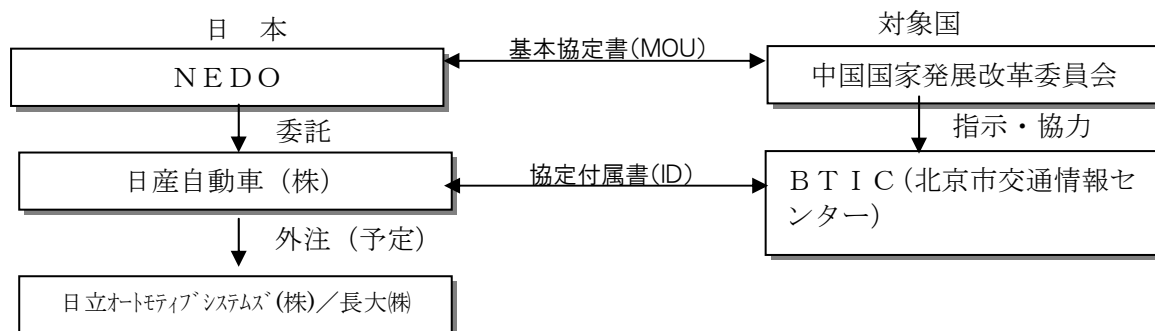 日 本
対象国
NEDO
基本協定書(MOU)
中国国家発展改革委員会
委託
指示・協力
日産自動車（株）
協定付属書(ID)
BTIC(北京市交通情報セ
ンター)
外注（予定）
日立ｵｰﾄﾓﾃｨﾌﾞｼｽﾃﾑｽﾞ(株)／長大㈱